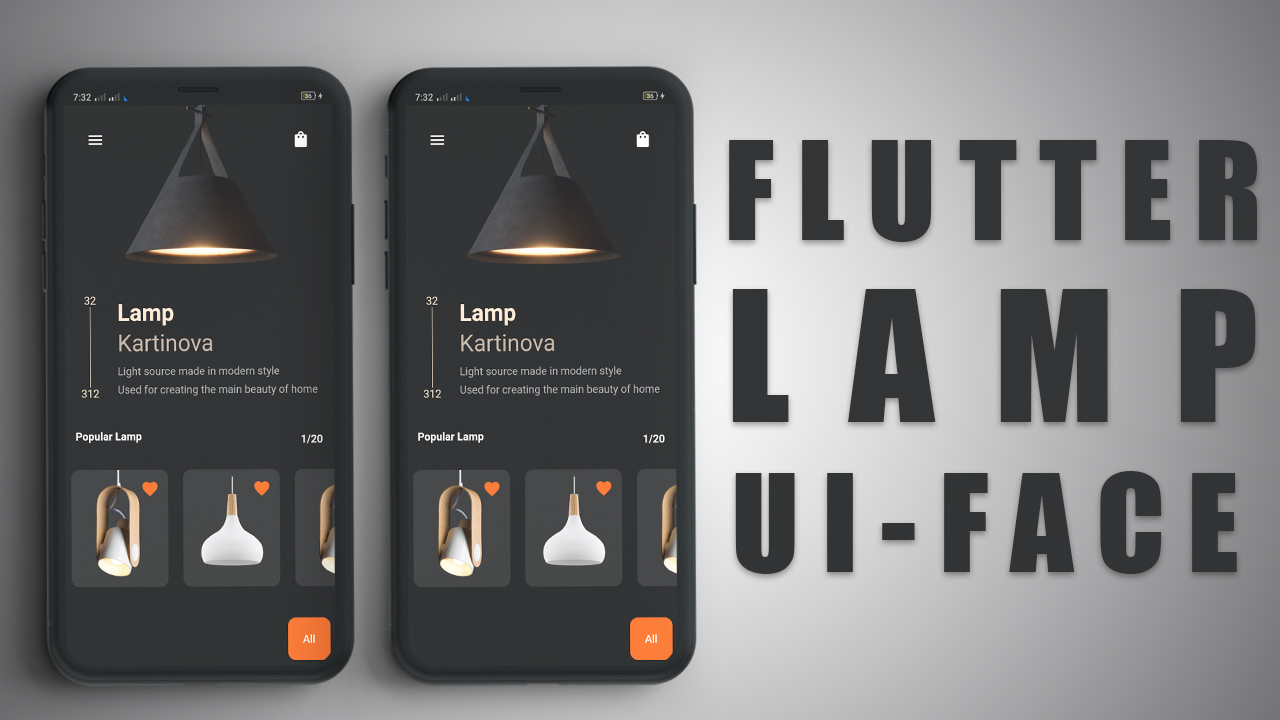 7:32
36
32
Lamp
Kartinova
Light source made in modern style
Used for creating the main beauty of home
312
Popular Lamp 1/20
All
7:32
36
32
Lamp
Kartinova
Light source made in modern style
Used for creating the main beauty of home
312
Popular Lamp 1/20
All
FLUTTER
LAMP
UI-FACE